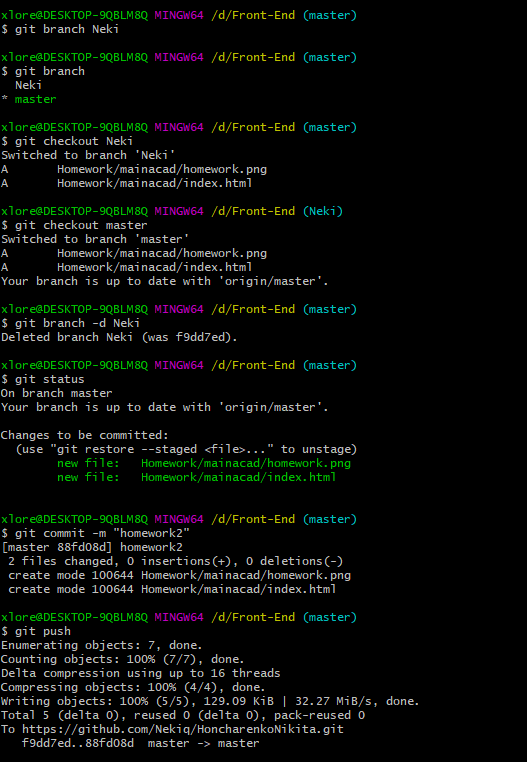 xlore@DESKTOP-9QBLM8Q MINGW64 /d/Front-End (master)
$ git branch Neki

xlore@DESKTOP-9QBLM8Q MINGW64 /d/Front-End (master)
$ git branch
  Neki
* master

xlore@DESKTOP-9QBLM8Q MINGW64 /d/Front-End (master)
$ git checkout Neki
Switched to branch 'Neki'
A       Homework/mainacad/homework.png
A       Homework/mainacad/index.html

xlore@DESKTOP-9QBLM8Q MINGW64 /d/Front-End (Neki)
$ git checkout master
Switched to branch 'master'
A       Homework/mainacad/homework.png
A       Homework/mainacad/index.html
Your branch is up to date with 'origin/master'.

xlore@DESKTOP-9QBLM8Q MINGW64 /d/Front-End (master)
$ git branch -d Neki
Deleted branch Neki (was f9dd7ed).

xlore@DESKTOP-9QBLM8Q MINGW64 /d/Front-End (master)
$ git status
On branch master
Your branch is up to date with 'origin/master'.

Changes to be committed:
  (use "git restore --staged <file>..." to unstage)
        new file:   Homework/mainacad/homework.png
        new file:   Homework/mainacad/index.html

xlore@DESKTOP-9QBLM8Q MINGW64 /d/Front-End (master)
$ git commit -m "homework2"
[master 88fd08d] homework2
 2 files changed, 0 insertions(+), 0 deletions(-)
 create mode 100644 Homework/mainacad/homework.png
 create mode 100644 Homework/mainacad/index.html

xlore@DESKTOP-9QBLM8Q MINGW64 /d/Front-End (master)
$ git push
Enumerating objects: 7, done.
Counting objects: 100% (7/7), done.
Delta compression using up to 16 threads
Compressing objects: 100% (4/4), done.
Writing objects: 100% (5/5), 129.09 KiB | 32.27 MiB/s, done.
Total 5 (delta 0), reused 0 (delta 0), pack-reused 0
To https://github.com/Nekiq/HoncharenkoNikita.git
   f9dd7ed..88fd08d  master -> master